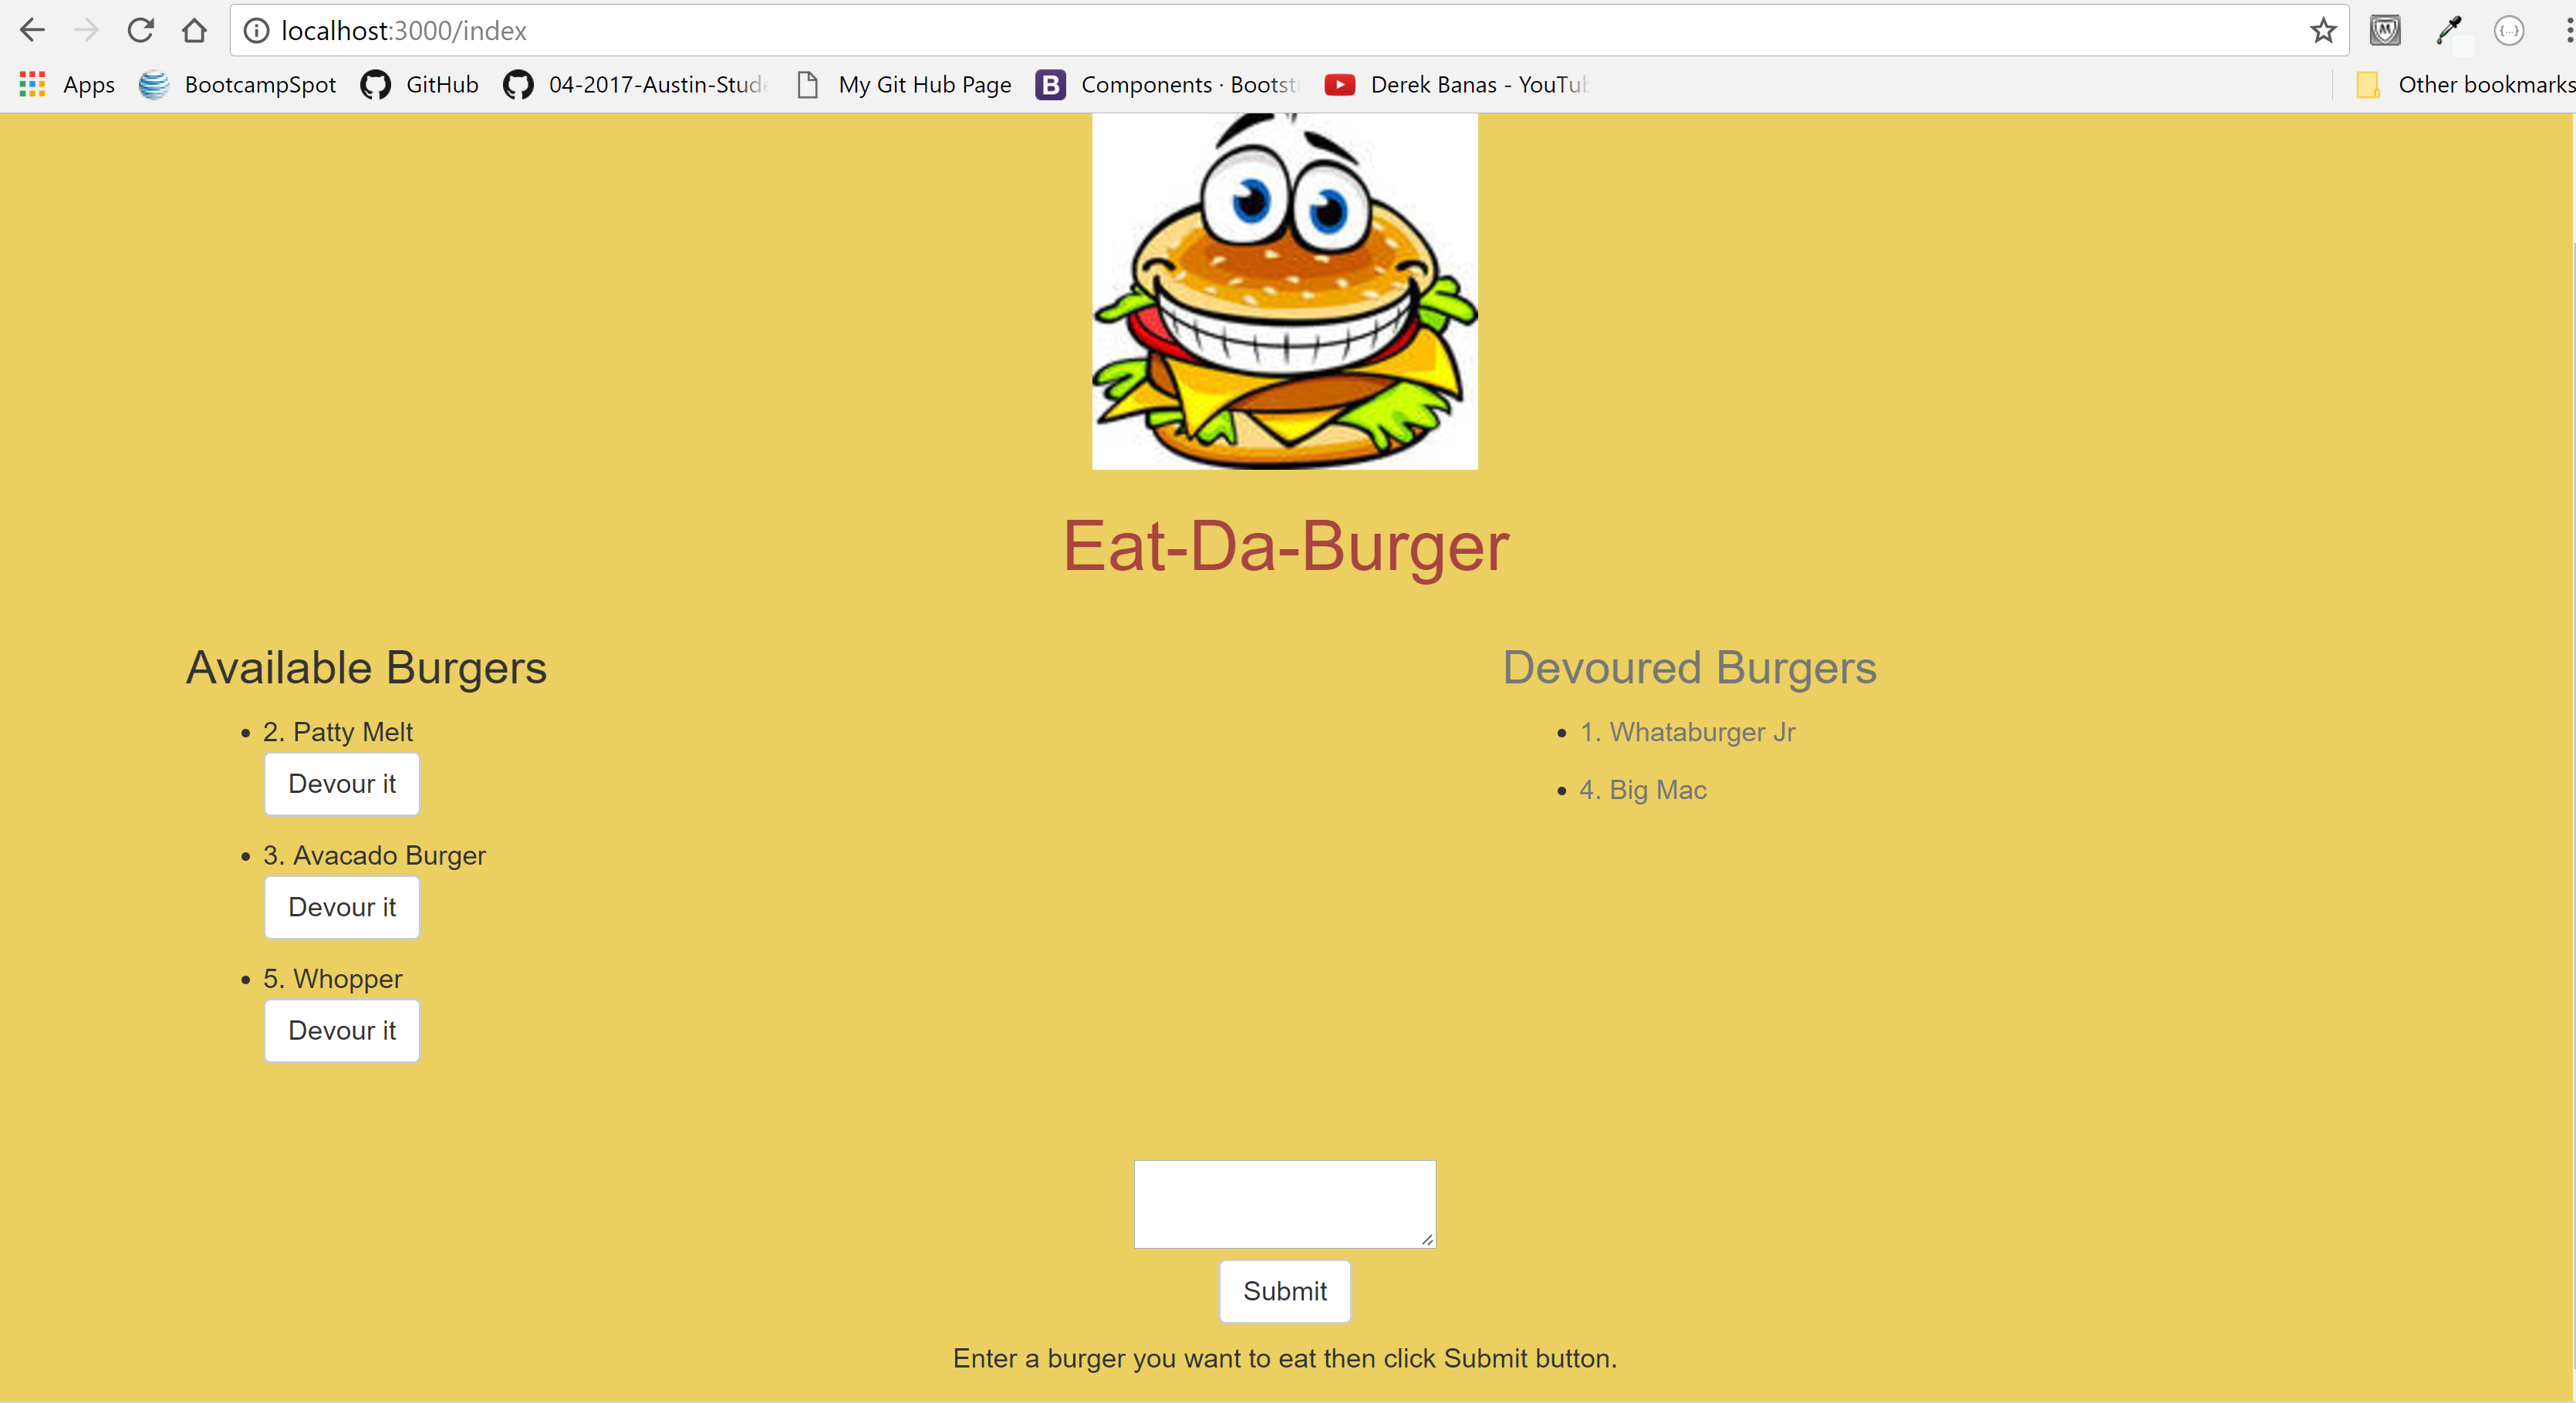 localhost:3000/index
Apps BootcampSpot GitHub 04-2017-Austin-Stud My Git Hub Page Components · Bootst Derek Banas - YouTu Other bookmarks
Eat-Da-Burger
Available Burgers
2. Patty Melt
Devour it
3. Avacado Burger
Devour it
5. Whopper
Devour it
Devoured Burgers
1. Whataburger Jr
4. Big Mac
Submit
Enter a burger you want to eat then click Submit button.